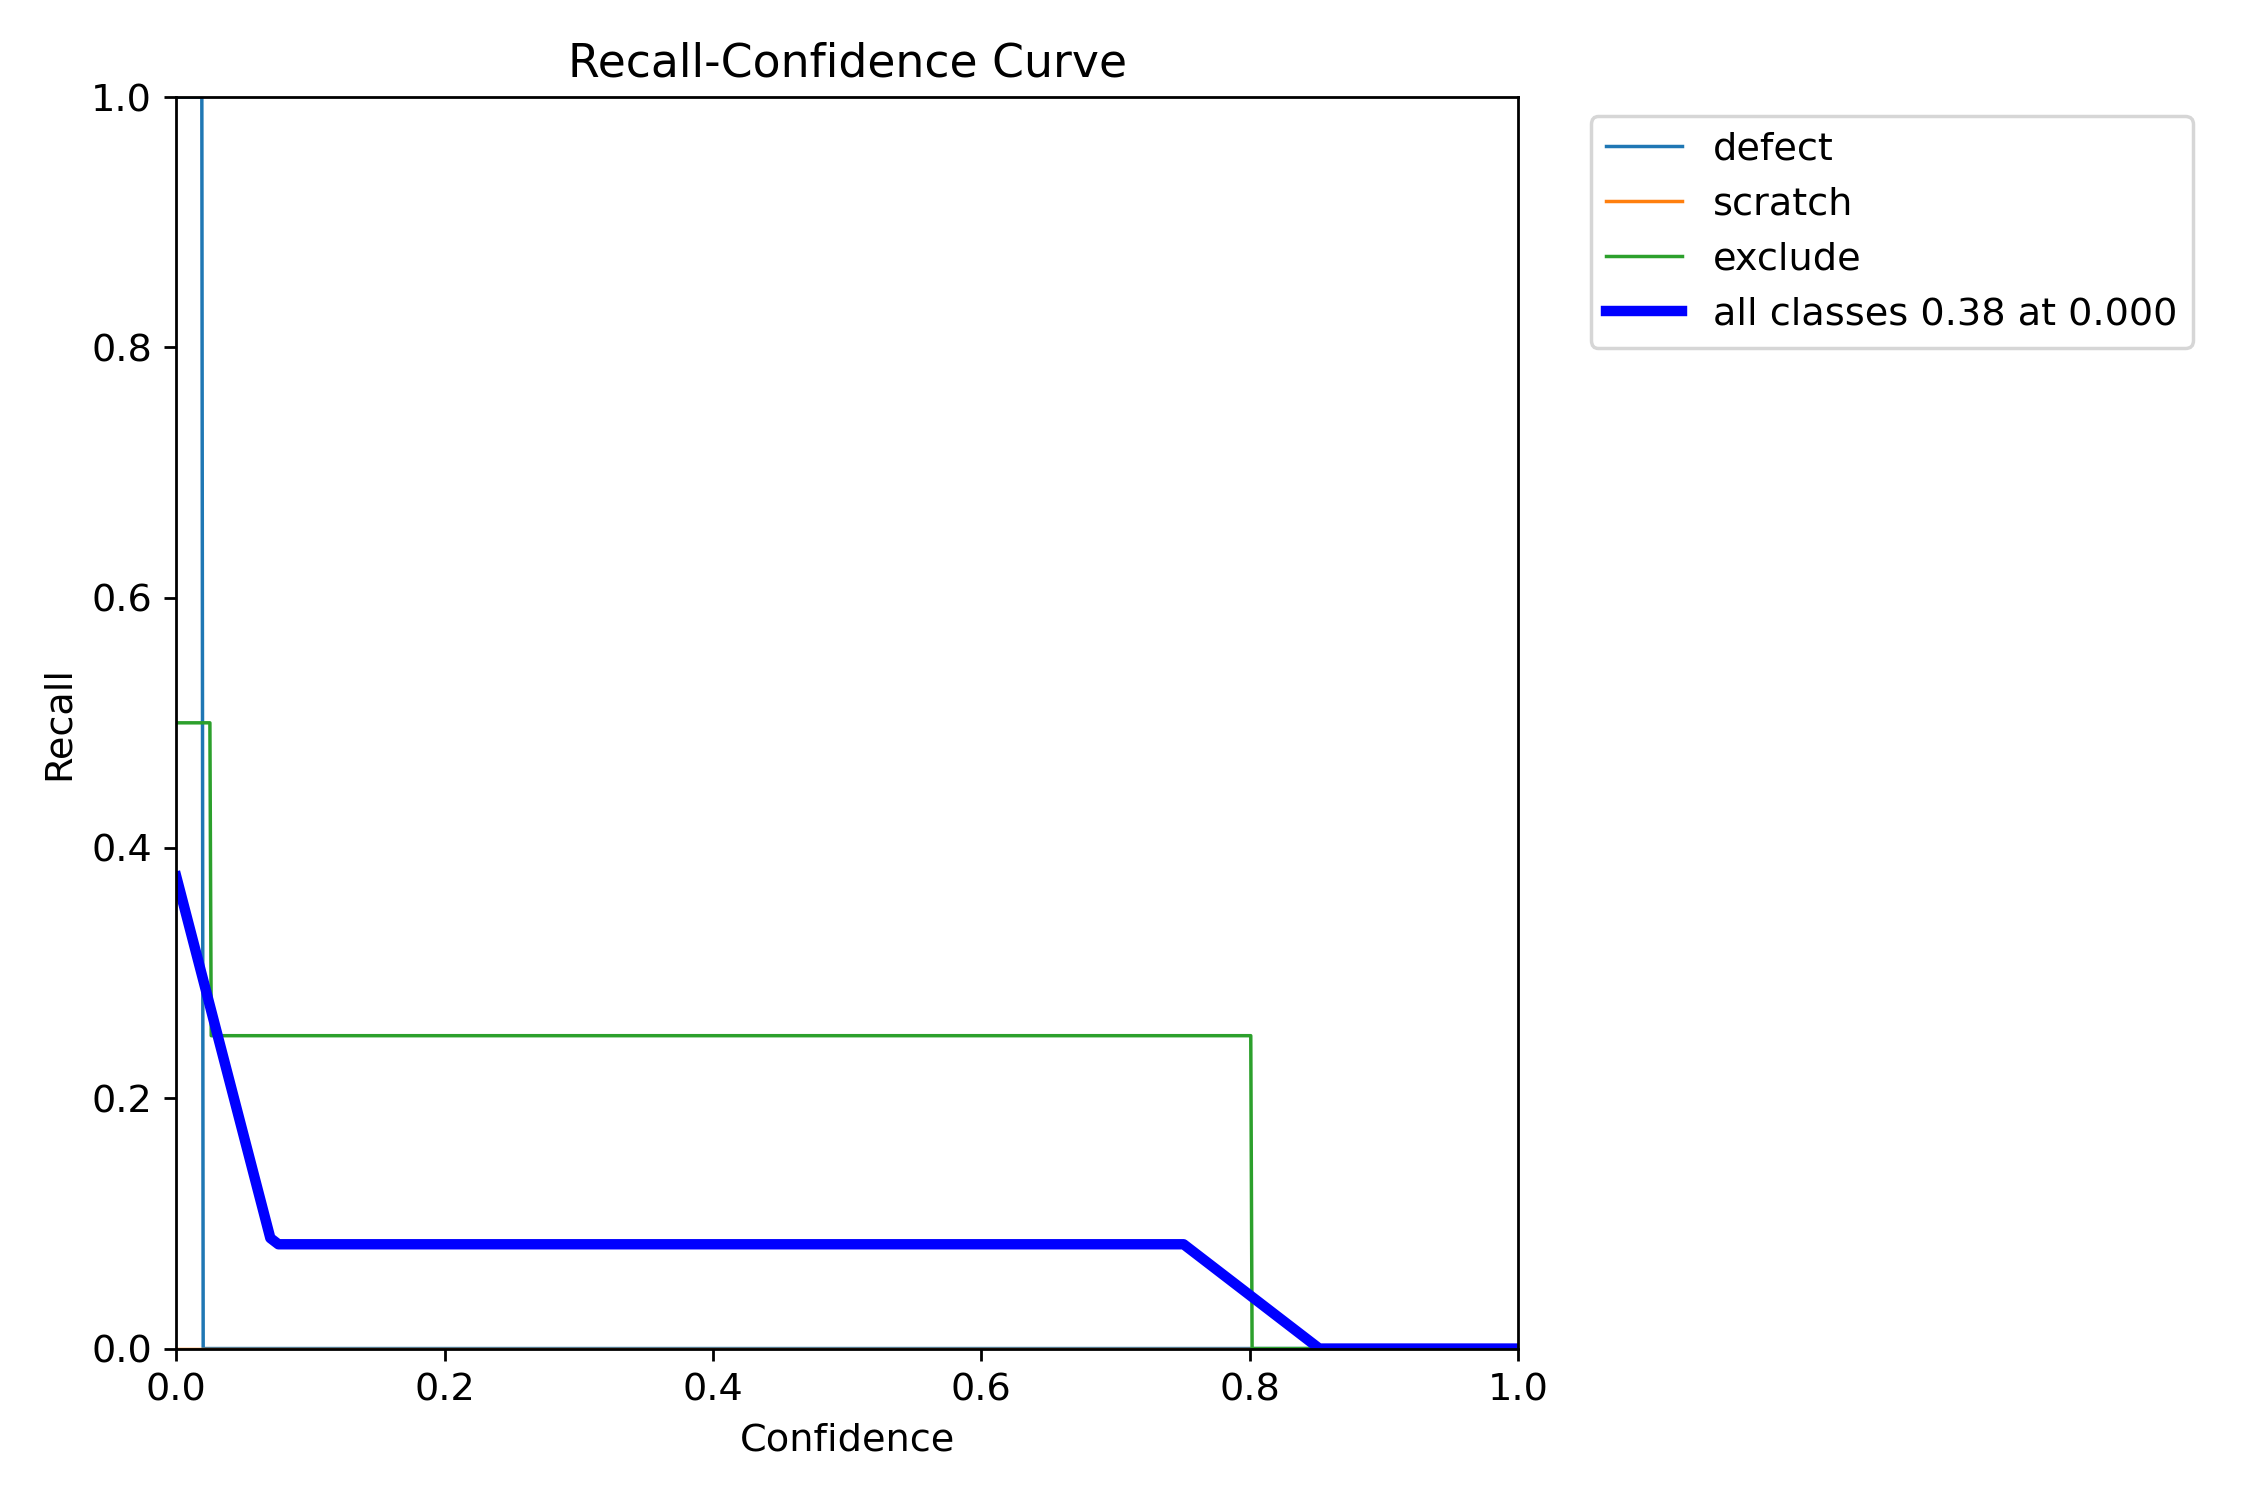 Recall-Confidence Curve
1.0
0.8
0.6
0.4
0.2
0.0
Recall
0.0 0.2 0.4 0.6 0.8 1.0
Confidence
defect
scratch
exclude
all classes 0.38 at 0.000